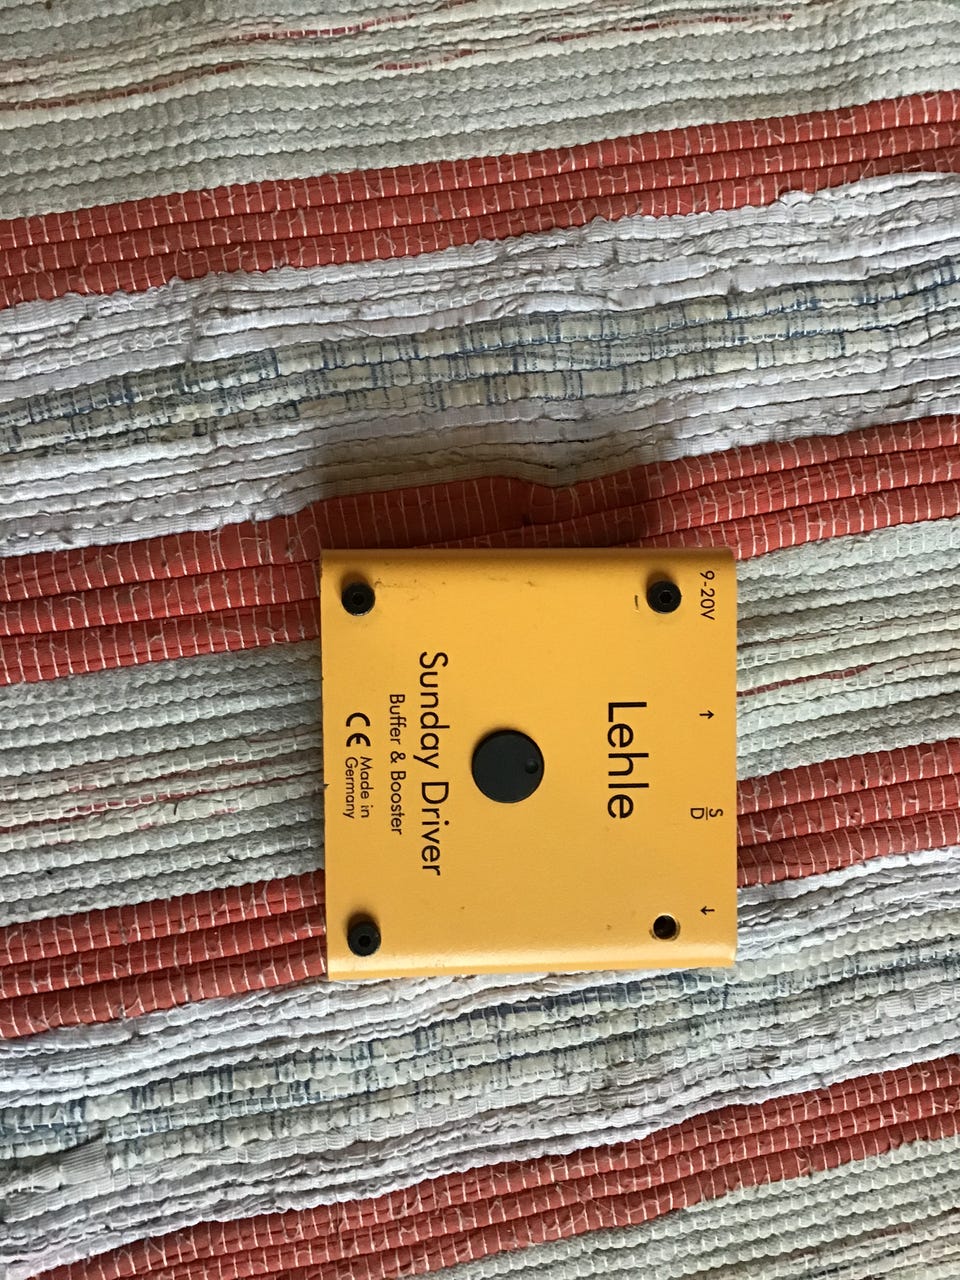 9-20V ↑ S/D ↓
Lehle
Sunday Driver
Buffer & Booster
CE Made in
Germany